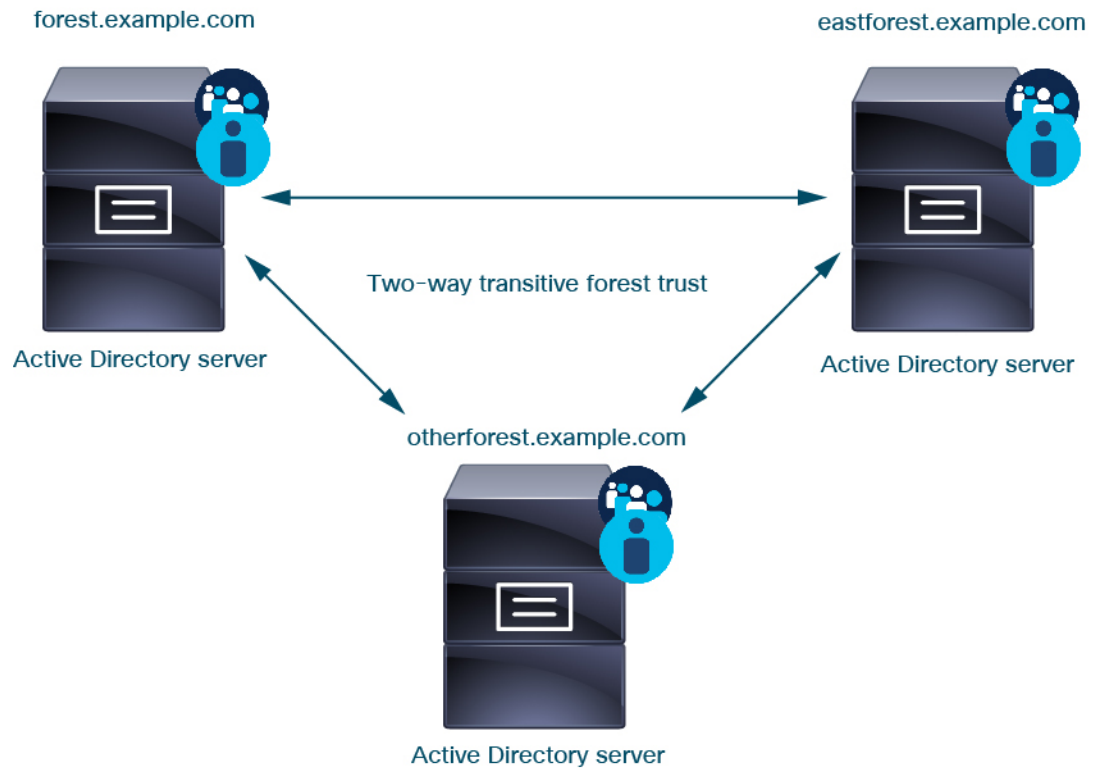 forest.example.com
eastforest.example.com
Two-way transitive forest trust
Active Directory server
Active Directory server
otherforest.example.com
Active Directory server